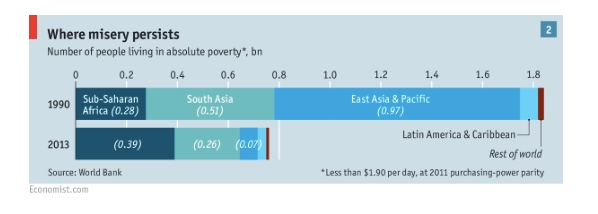 Where misery persists
2
Number of people living in absolute poverty*, bn
0 0.2 0.4 0.6 0.8 1.0 1.2 1.4 1.6 1.8
1990
Sub-Saharan
Africa (0.28)
South Asia
(0.51)
East Asia & Pacific
(0.97)
Latin America & Caribbean
Rest of world
2013 (0.39) (0.26) (0.07)
Source: World Bank
*Less than $1.90 per day, at 2011 purchasing-power parity
Economist.com